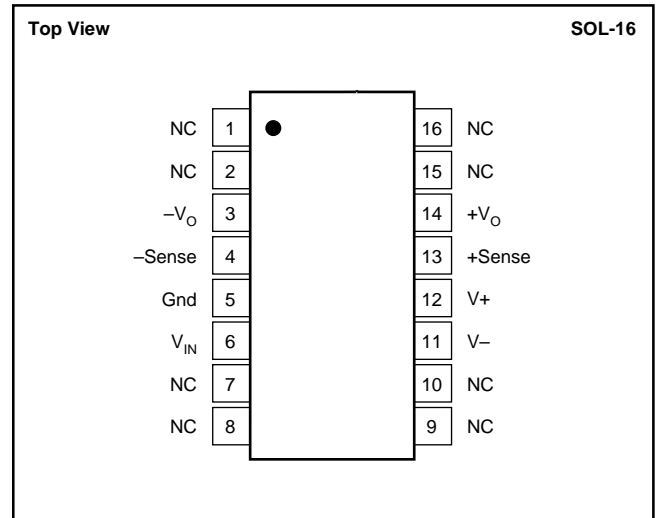 Top View SOL-16
NC 1 16 NC
NC 2 15 NC
–VO 3 14 +VO
–Sense 4 13 +Sense
Gnd 5 12 V+
VIN 6 11 V–
NC 7 10 NC
NC 8 9 NC